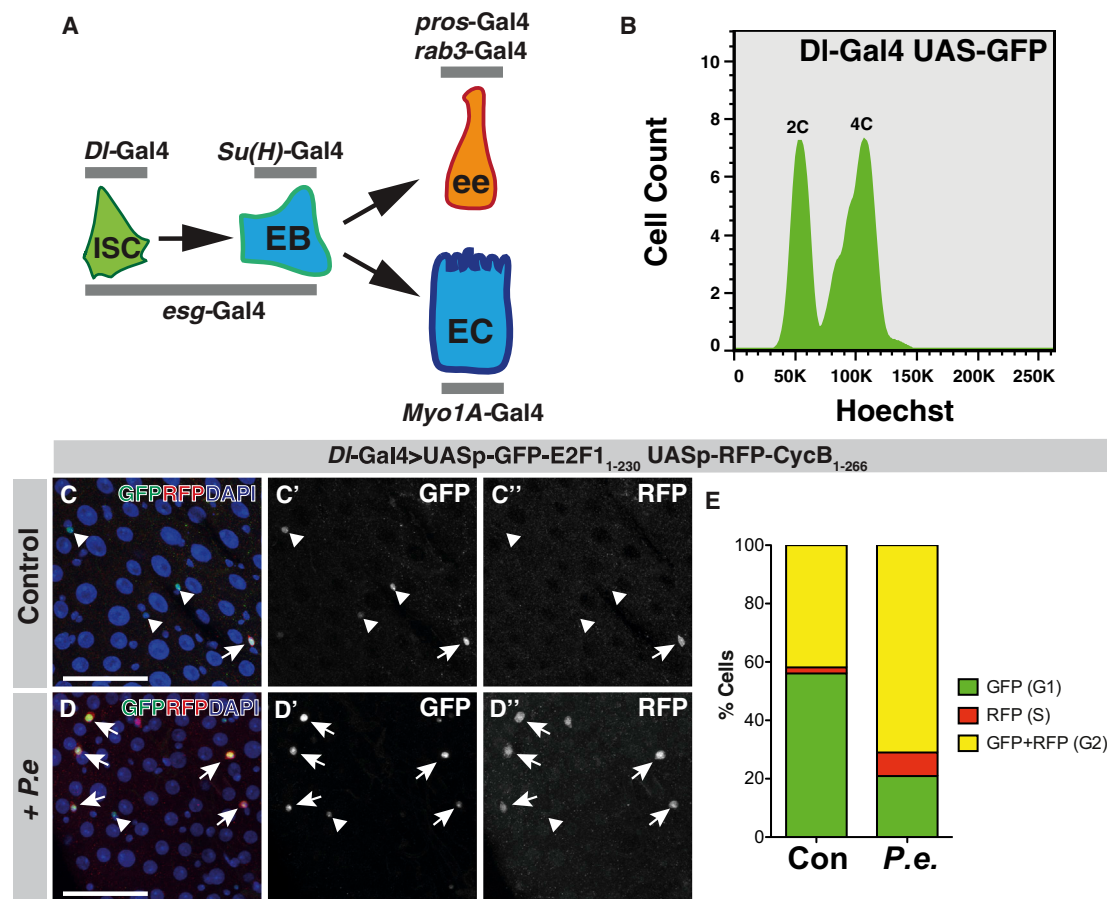 A
pros-Gal4
rab3-Gal4
Dl-Gal4
Su(H)-Gal4
ISC
EB
ee
EC
esg-Gal4
Myo1A-Gal4
B
Dl-Gal4 UAS-GFP
Cell Count
10
8
6
4
2
0
2C
4C
0
50K
100K
150K
200K
250K
Hoechst
Dl-Gal4>UASp-GFP-E2F11-230 UASp-RFP-CycB1-266
Control
C
GFPRFPDAPI
C'
GFP
C''
RFP
+ P.e
D
GFPRFPDAPI
D'
GFP
D''
RFP
E
% Cells
100
80
60
40
20
0
Con
P.e.
GFP (G1)
RFP (S)
GFP+RFP (G2)